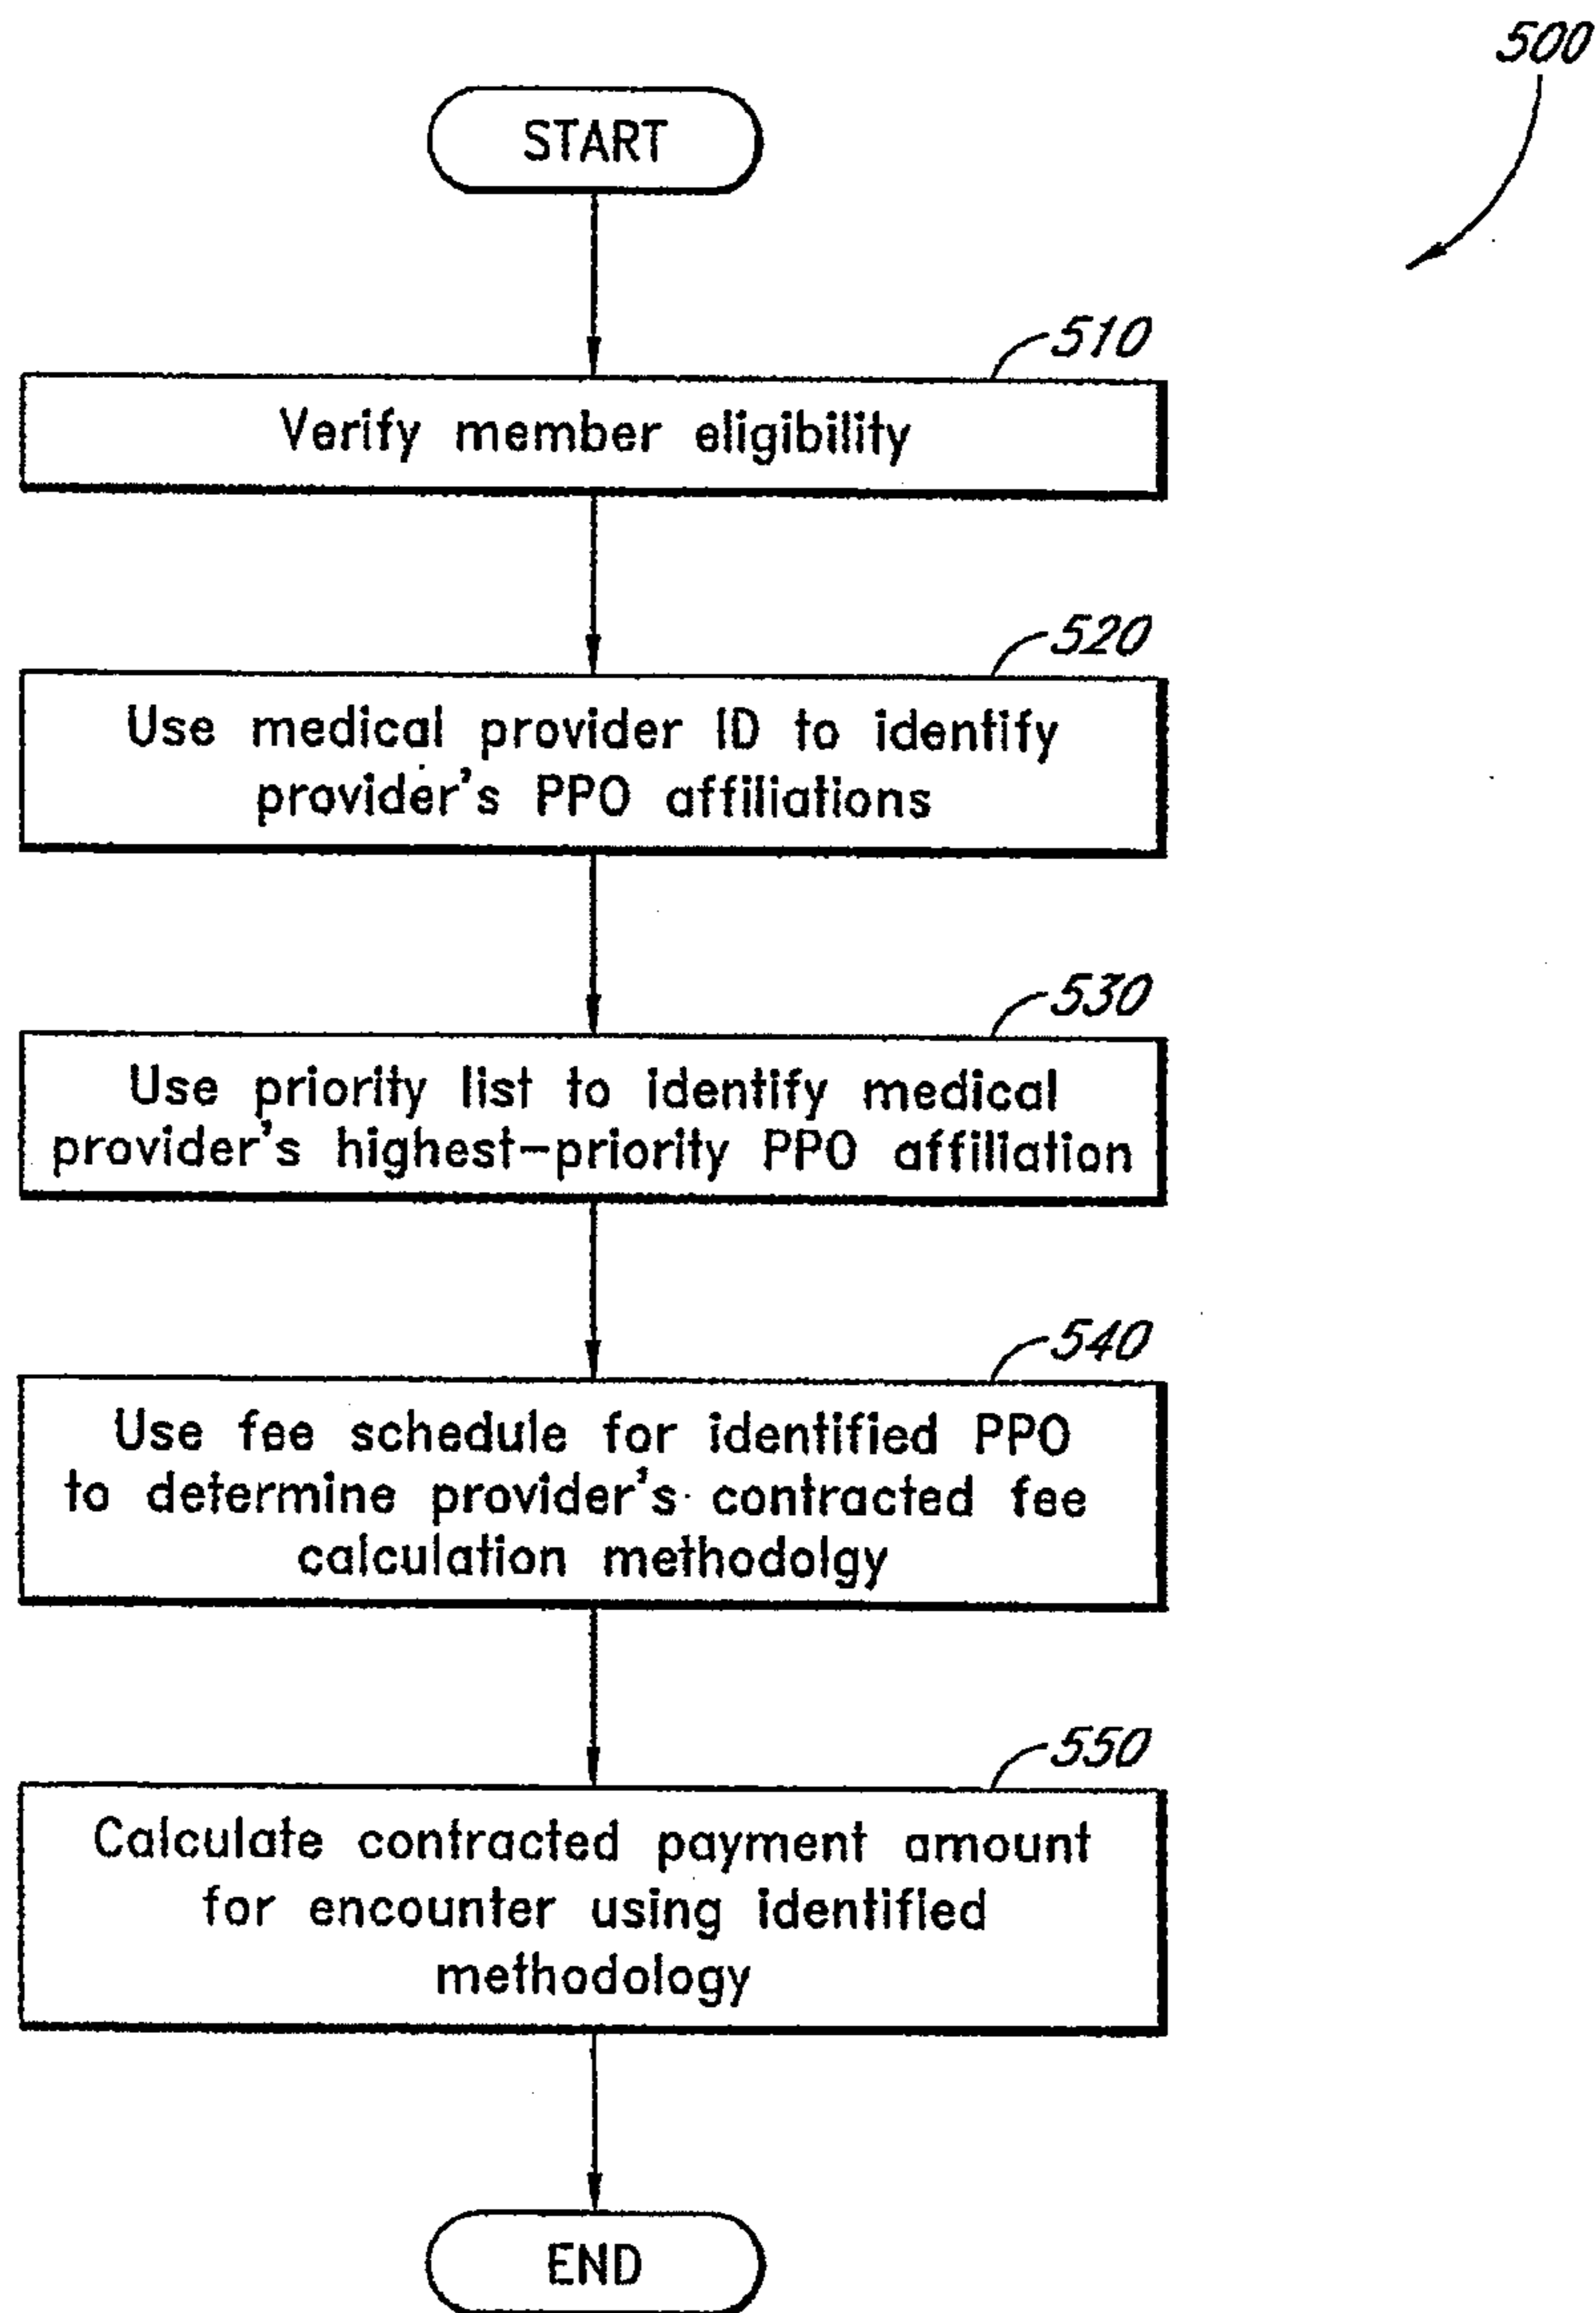 500
START
510
Verify member eligibility
520
Use medical provider ID to identify
provider's PPO affiliations
530
Use priority list to identify medical
provider's highest-priority PPO affiliation
540
Use fee schedule for identified PPO
to determine provider's contracted fee
calculation methodolgy
550
Calculate contracted payment amount
for encounter using identified
methodology
END